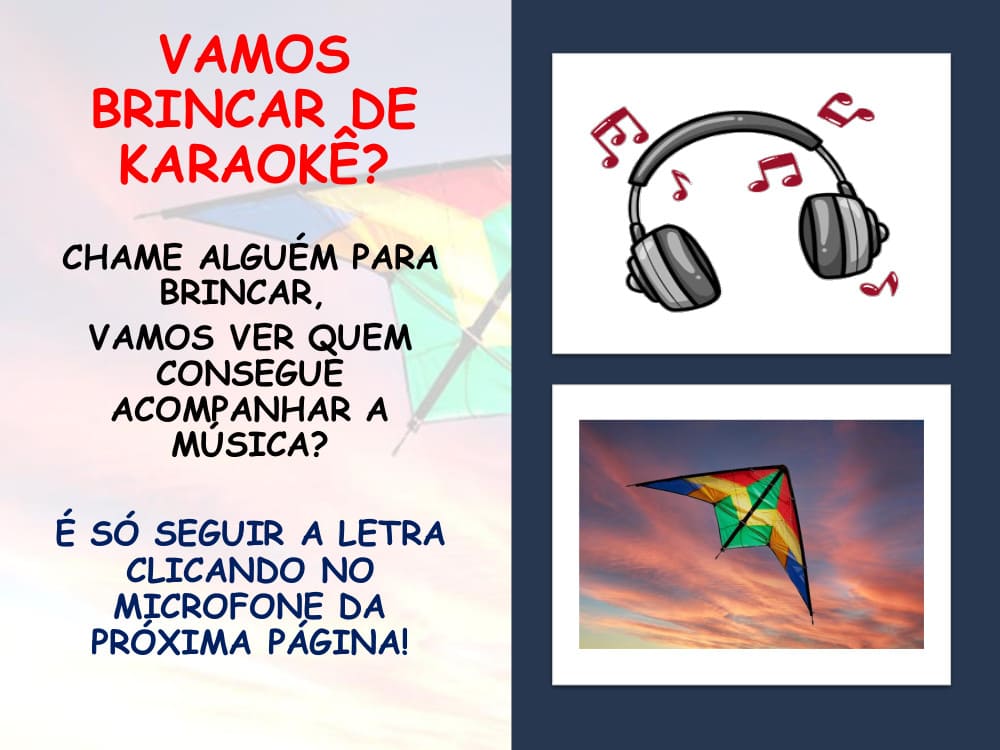 VAMOS
BRINCAR DE
KARAOKÊ?
CHAME ALGUÉM PARA
BRINCAR,
VAMOS VER QUEM
CONSEGUE
ACOMPANHAR A
MÚSICA?
É SÓ SEGUIR A LETRA
CLICANDO NO
MICROFONE DA
PRÓXIMA PÁGINA!